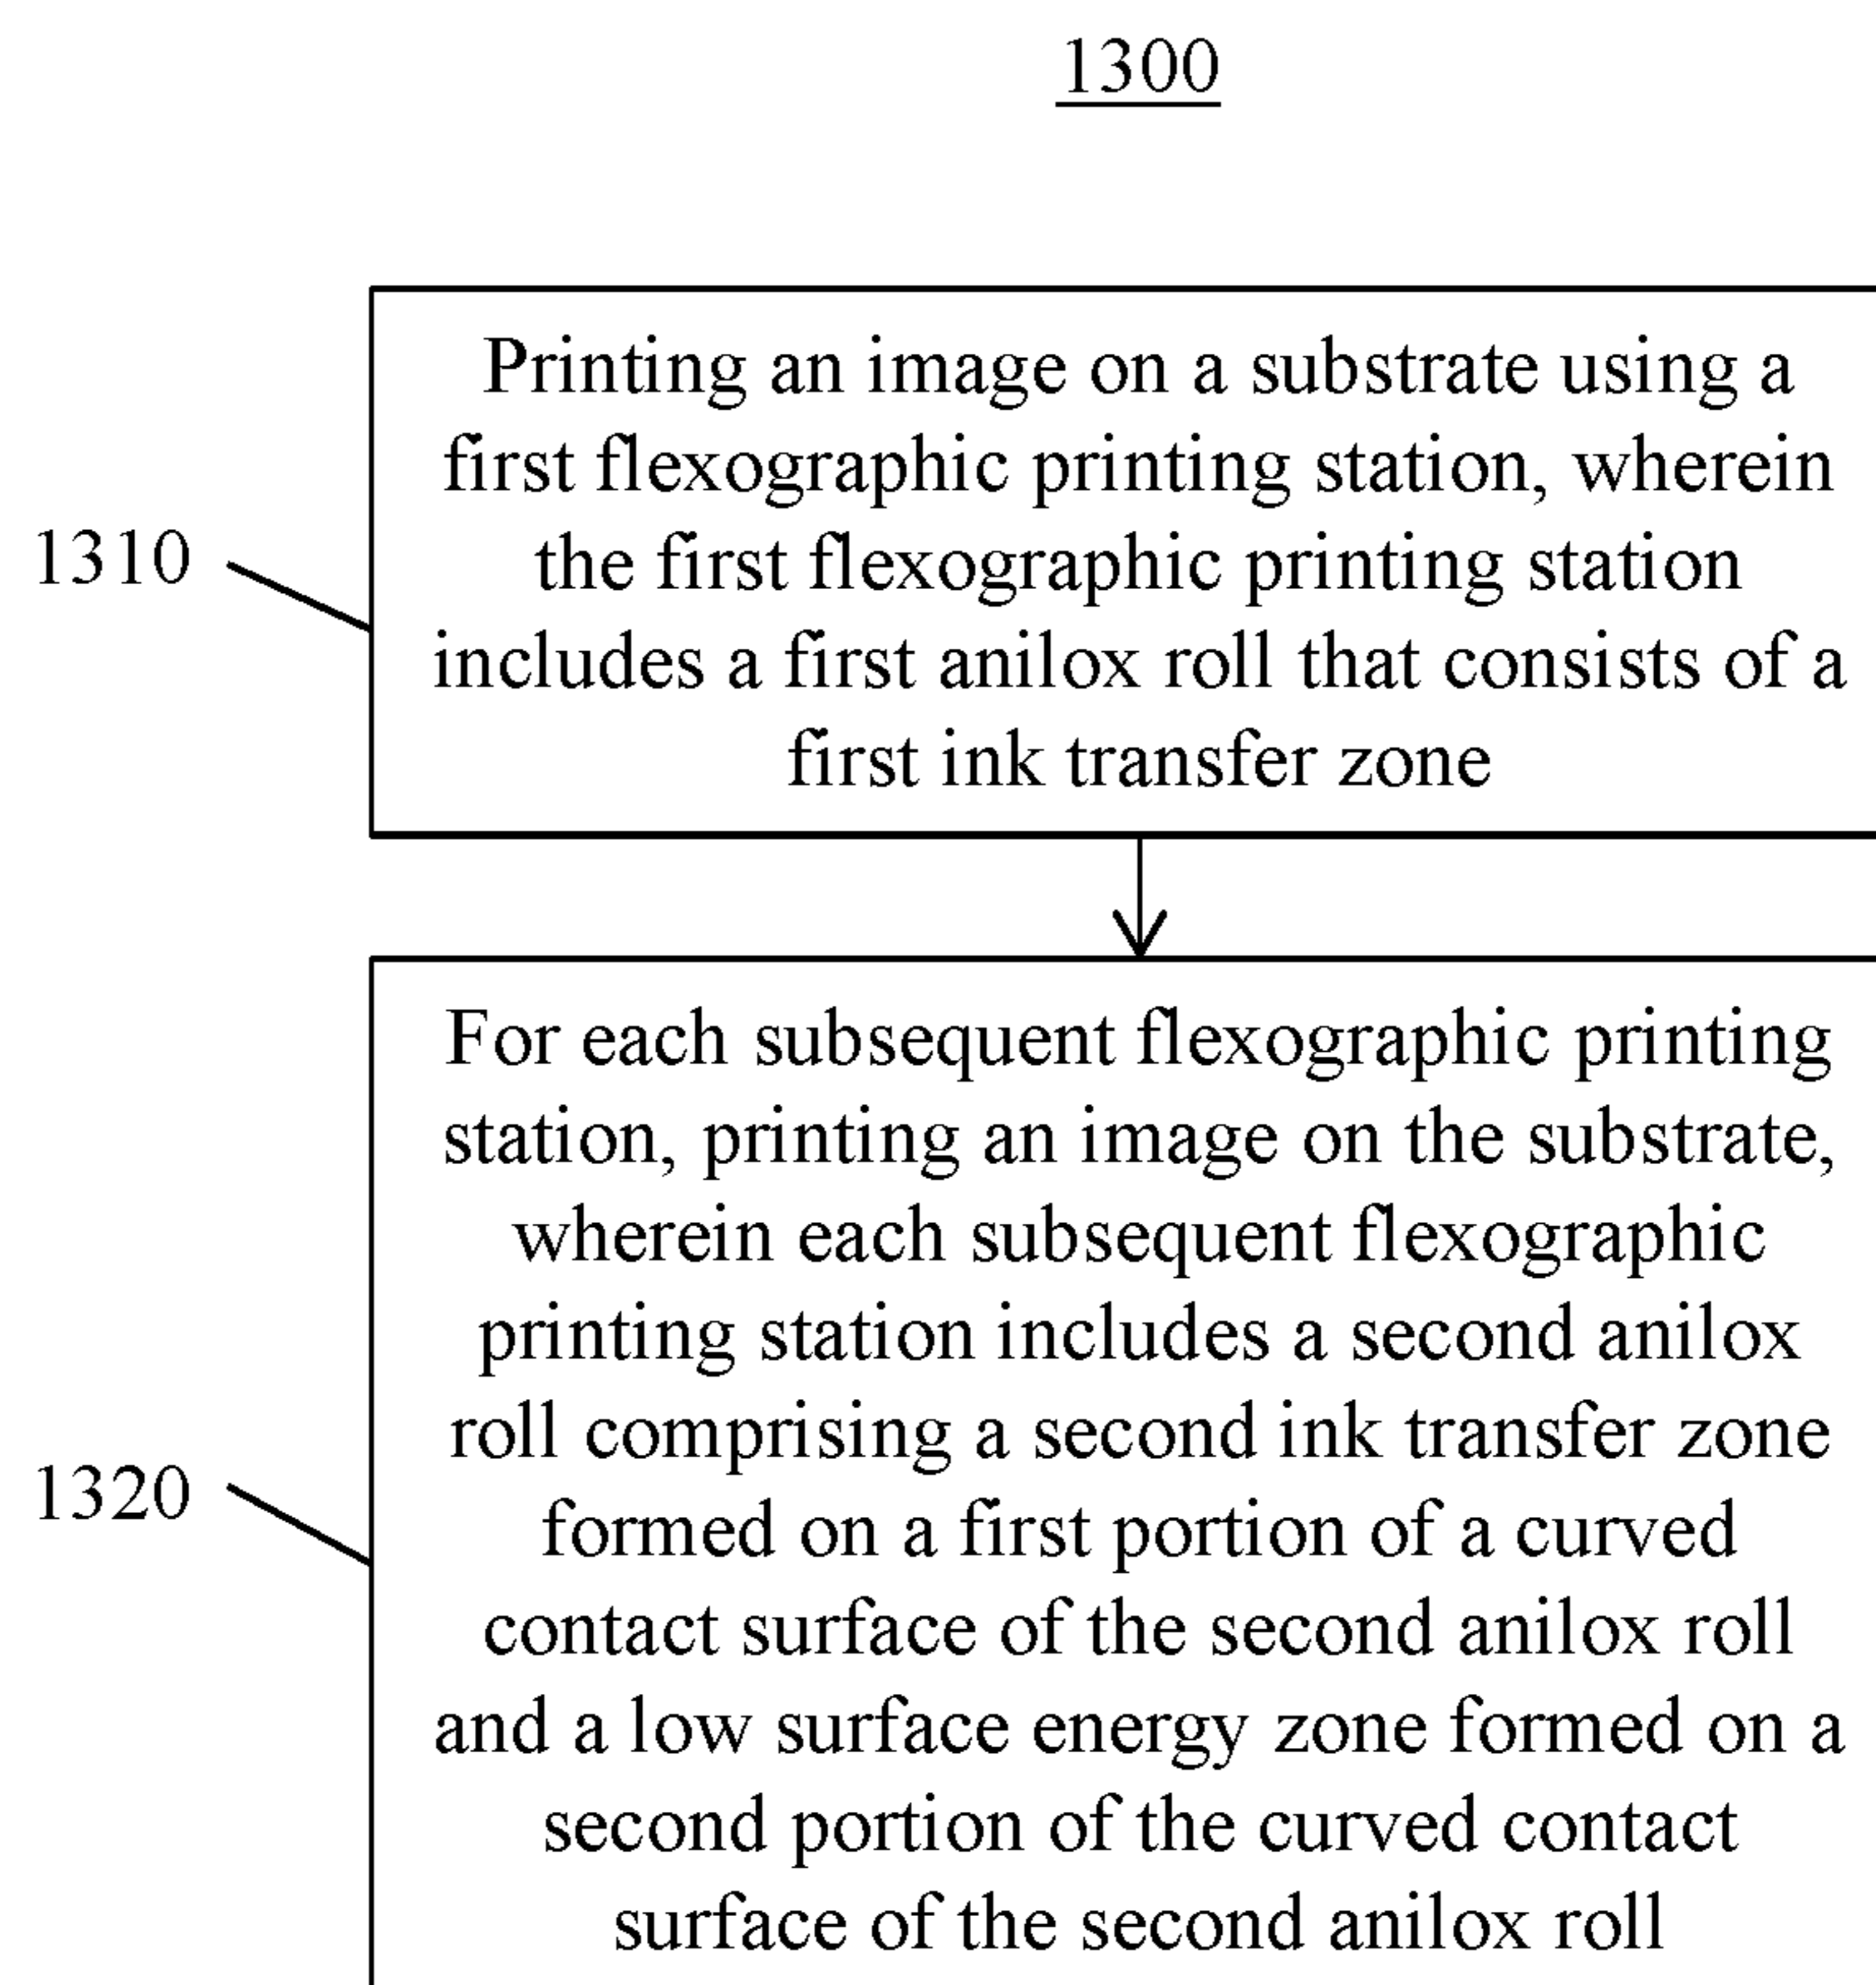 1300
Printing an image on a substrate using a
first flexographic printing station, wherein
the first flexographic printing station
includes a first anilox roll that consists of a
first ink transfer zone
1310
For each subsequent flexographic printing
station, printing an image on the substrate,
wherein each subsequent flexographic
printing station includes a second anilox
roll comprising a second ink transfer zone
formed on a first portion of a curved
contact surface of the second anilox roll
and a low surface energy zone formed on a
second portion of the curved contact
surface of the second anilox roll
1320